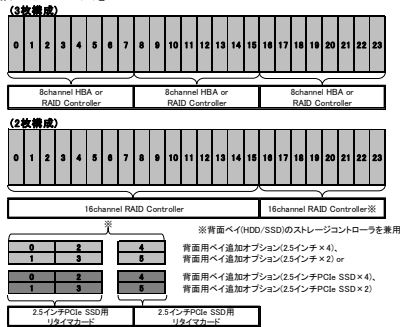 (3枚構成)
0 1 2 3 4 5 6 7 8 9 10 11 12 13 14 15 16 17 18 19 20 21 22 23
8channel HBA or 8channel HBA or 8channel HBA or
RAID Controller RAID Controller RAID Controller
(2枚構成)
0 1 2 3 4 5 6 7 8 9 10 11 12 13 14 15 16 17 18 19 20 21 22 23
16channel RAID Controller 16channel RAID Controller※
※ ※背面ベイ(HDD/SSD)のストレージコントローラを兼用
0 2 4 背面用ベイ追加オプション(2.5インチ×4)、
1 3 5 背面用ベイ追加オプション(2.5インチ×2) or
0 2 4 背面用ベイ追加オプション(2.5インチPCIe SSD×4)、
1 3 5 背面用ベイ追加オプション(2.5インチPCIe SSD×2)
2.5インチPCIe SSD用 2.5インチPCIe SSD用
リタイマカード リタイマカード